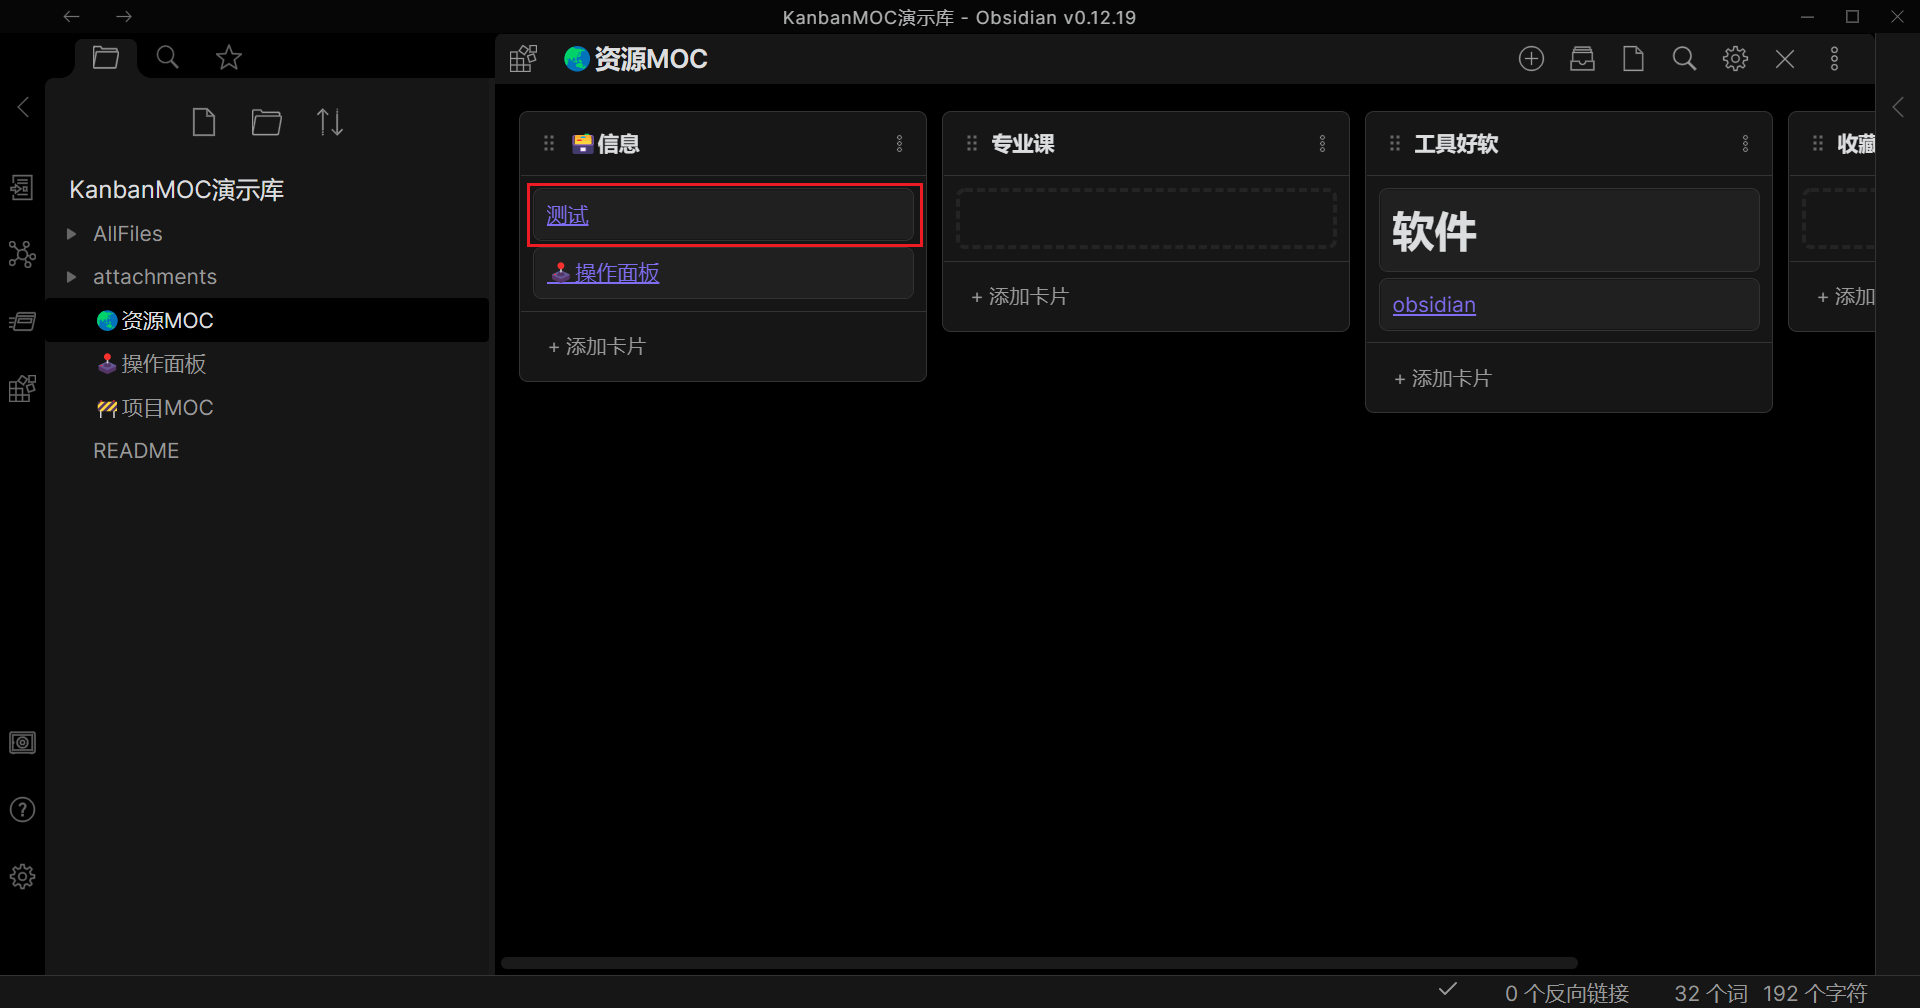 KanbanMOC演示库 - Obsidian v0.12.19
资源MOC
KanbanMOC演示库
AllFiles
attachments
资源MOC
操作面板
项目MOC
README
信息
测试
操作面板
+ 添加卡片
专业课
+ 添加卡片
工具好软
软件
obsidian
+ 添加卡片
收藏
+ 添加
0 个反向链接
32 个词
192 个字符